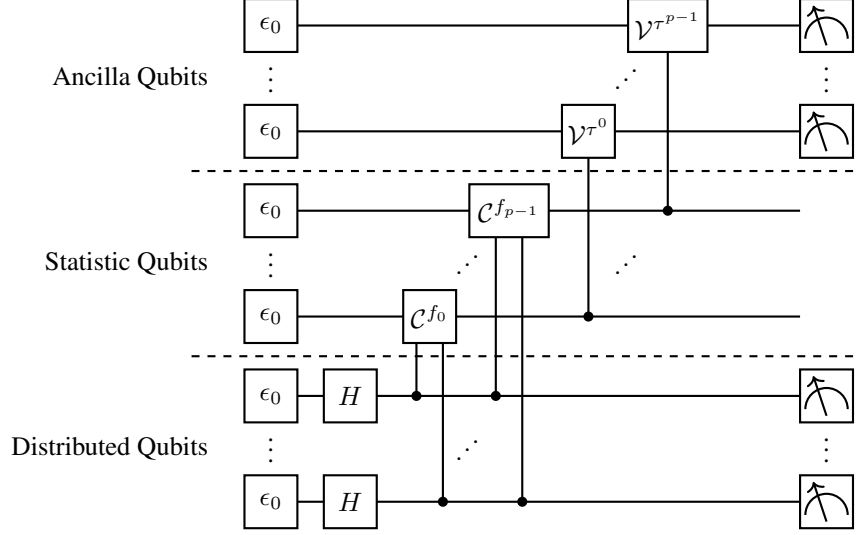 ϵ₀ 𝒱^{τ^{p−1}}
Ancilla Qubits ⋮ ⋰ ⋮
ϵ₀ 𝒱^{τ^0}
ϵ₀ 𝒞^{f_{p−1}}
Statistic Qubits ⋮ ⋰ ⋰
ϵ₀ 𝒞^{f_0}
ϵ₀ H
Distributed Qubits ⋮ ⋰ ⋮
ϵ₀ H